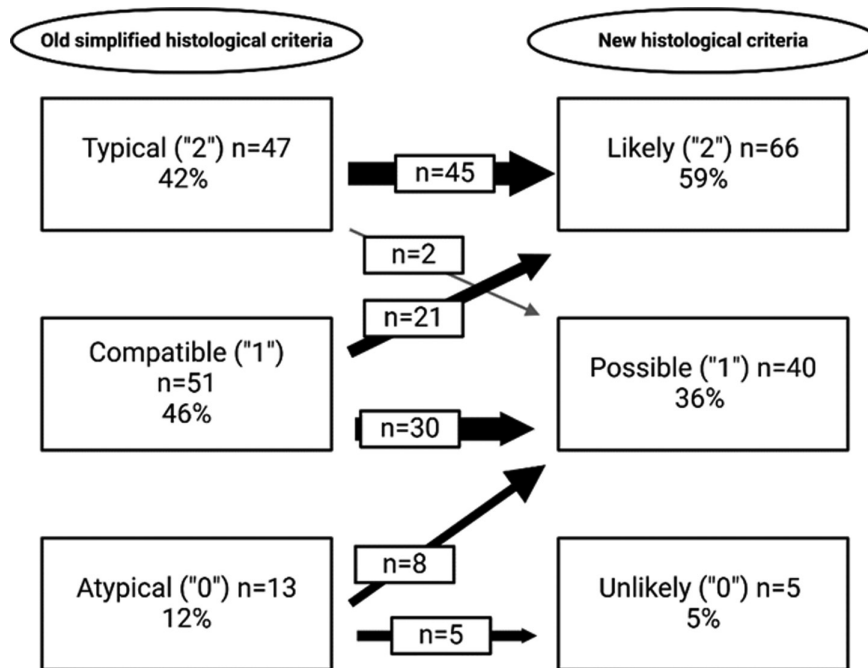 Old simplified histological criteria
New histological criteria
Typical ("2") n=47
42%
n=45
Likely ("2") n=66
59%
n=2
n=21
Compatible ("1")
n=51
46%
n=30
Possible ("1") n=40
36%
n=8
Atypical ("0") n=13
12%
n=5
Unlikely ("0") n=5
5%